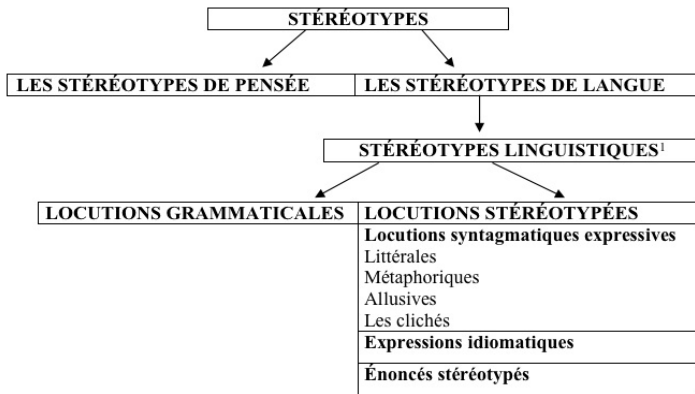 STÉRÉOTYPES
LES STÉRÉOTYPES DE PENSÉE
LES STÉRÉOTYPES DE LANGUE
STÉRÉOTYPES LINGUISTIQUES¹
LOCUTIONS GRAMMATICALES
LOCUTIONS STÉRÉOTYPÉES
Locutions syntagmatiques expressives
Littérales
Métaphoriques
Allusives
Les clichés
Expressions idiomatiques
Énoncés stéréotypés